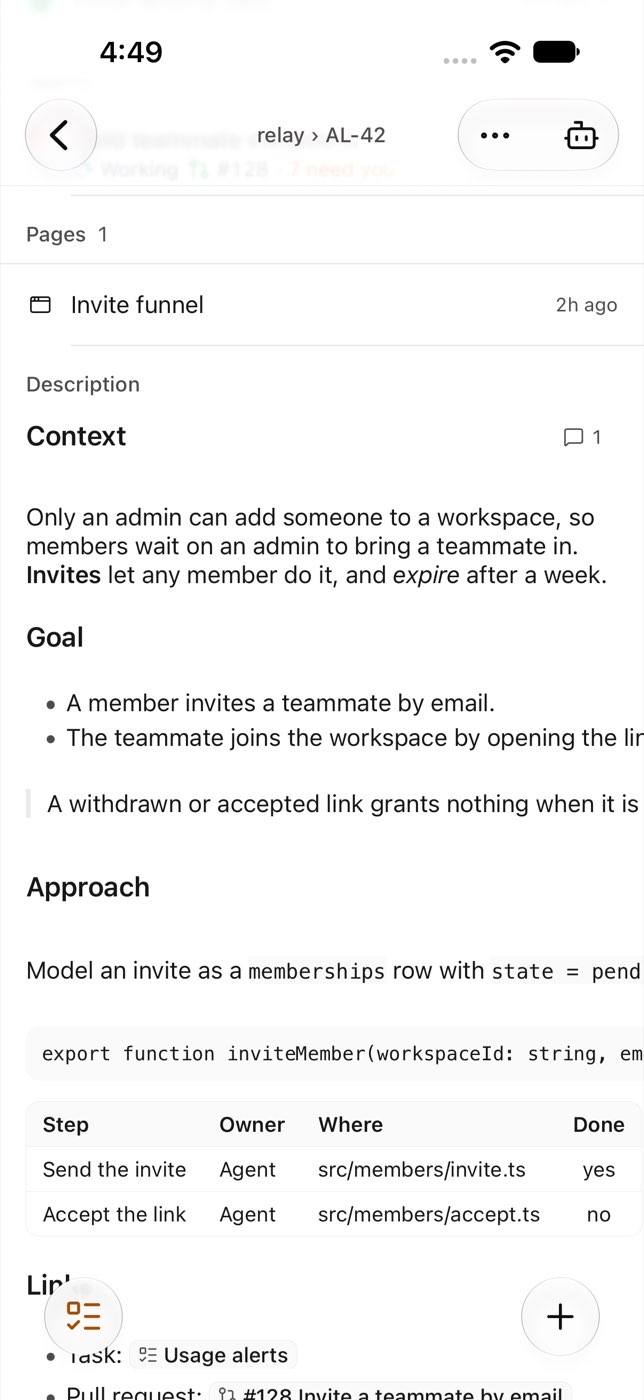 4:49
relay › AL-42
Working #128 · 7 need you
Pages 1
Invite funnel 2h ago
Description
Context 1
Only an admin can add someone to a workspace, so
members wait on an admin to bring a teammate in.
Invites let any member do it, and expire after a week.
Goal
• A member invites a teammate by email.
• The teammate joins the workspace by opening the
A withdrawn or accepted link grants nothing when it is
Approach
Model an invite as a memberships row with state = pend
export function inviteMember(workspaceId: string, em
Step Owner Where Done
Send the invite Agent src/members/invite.ts yes
Accept the link Agent src/members/accept.ts no
• Task: Usage alerts
• Pull request: #128 Invite a teammate by email